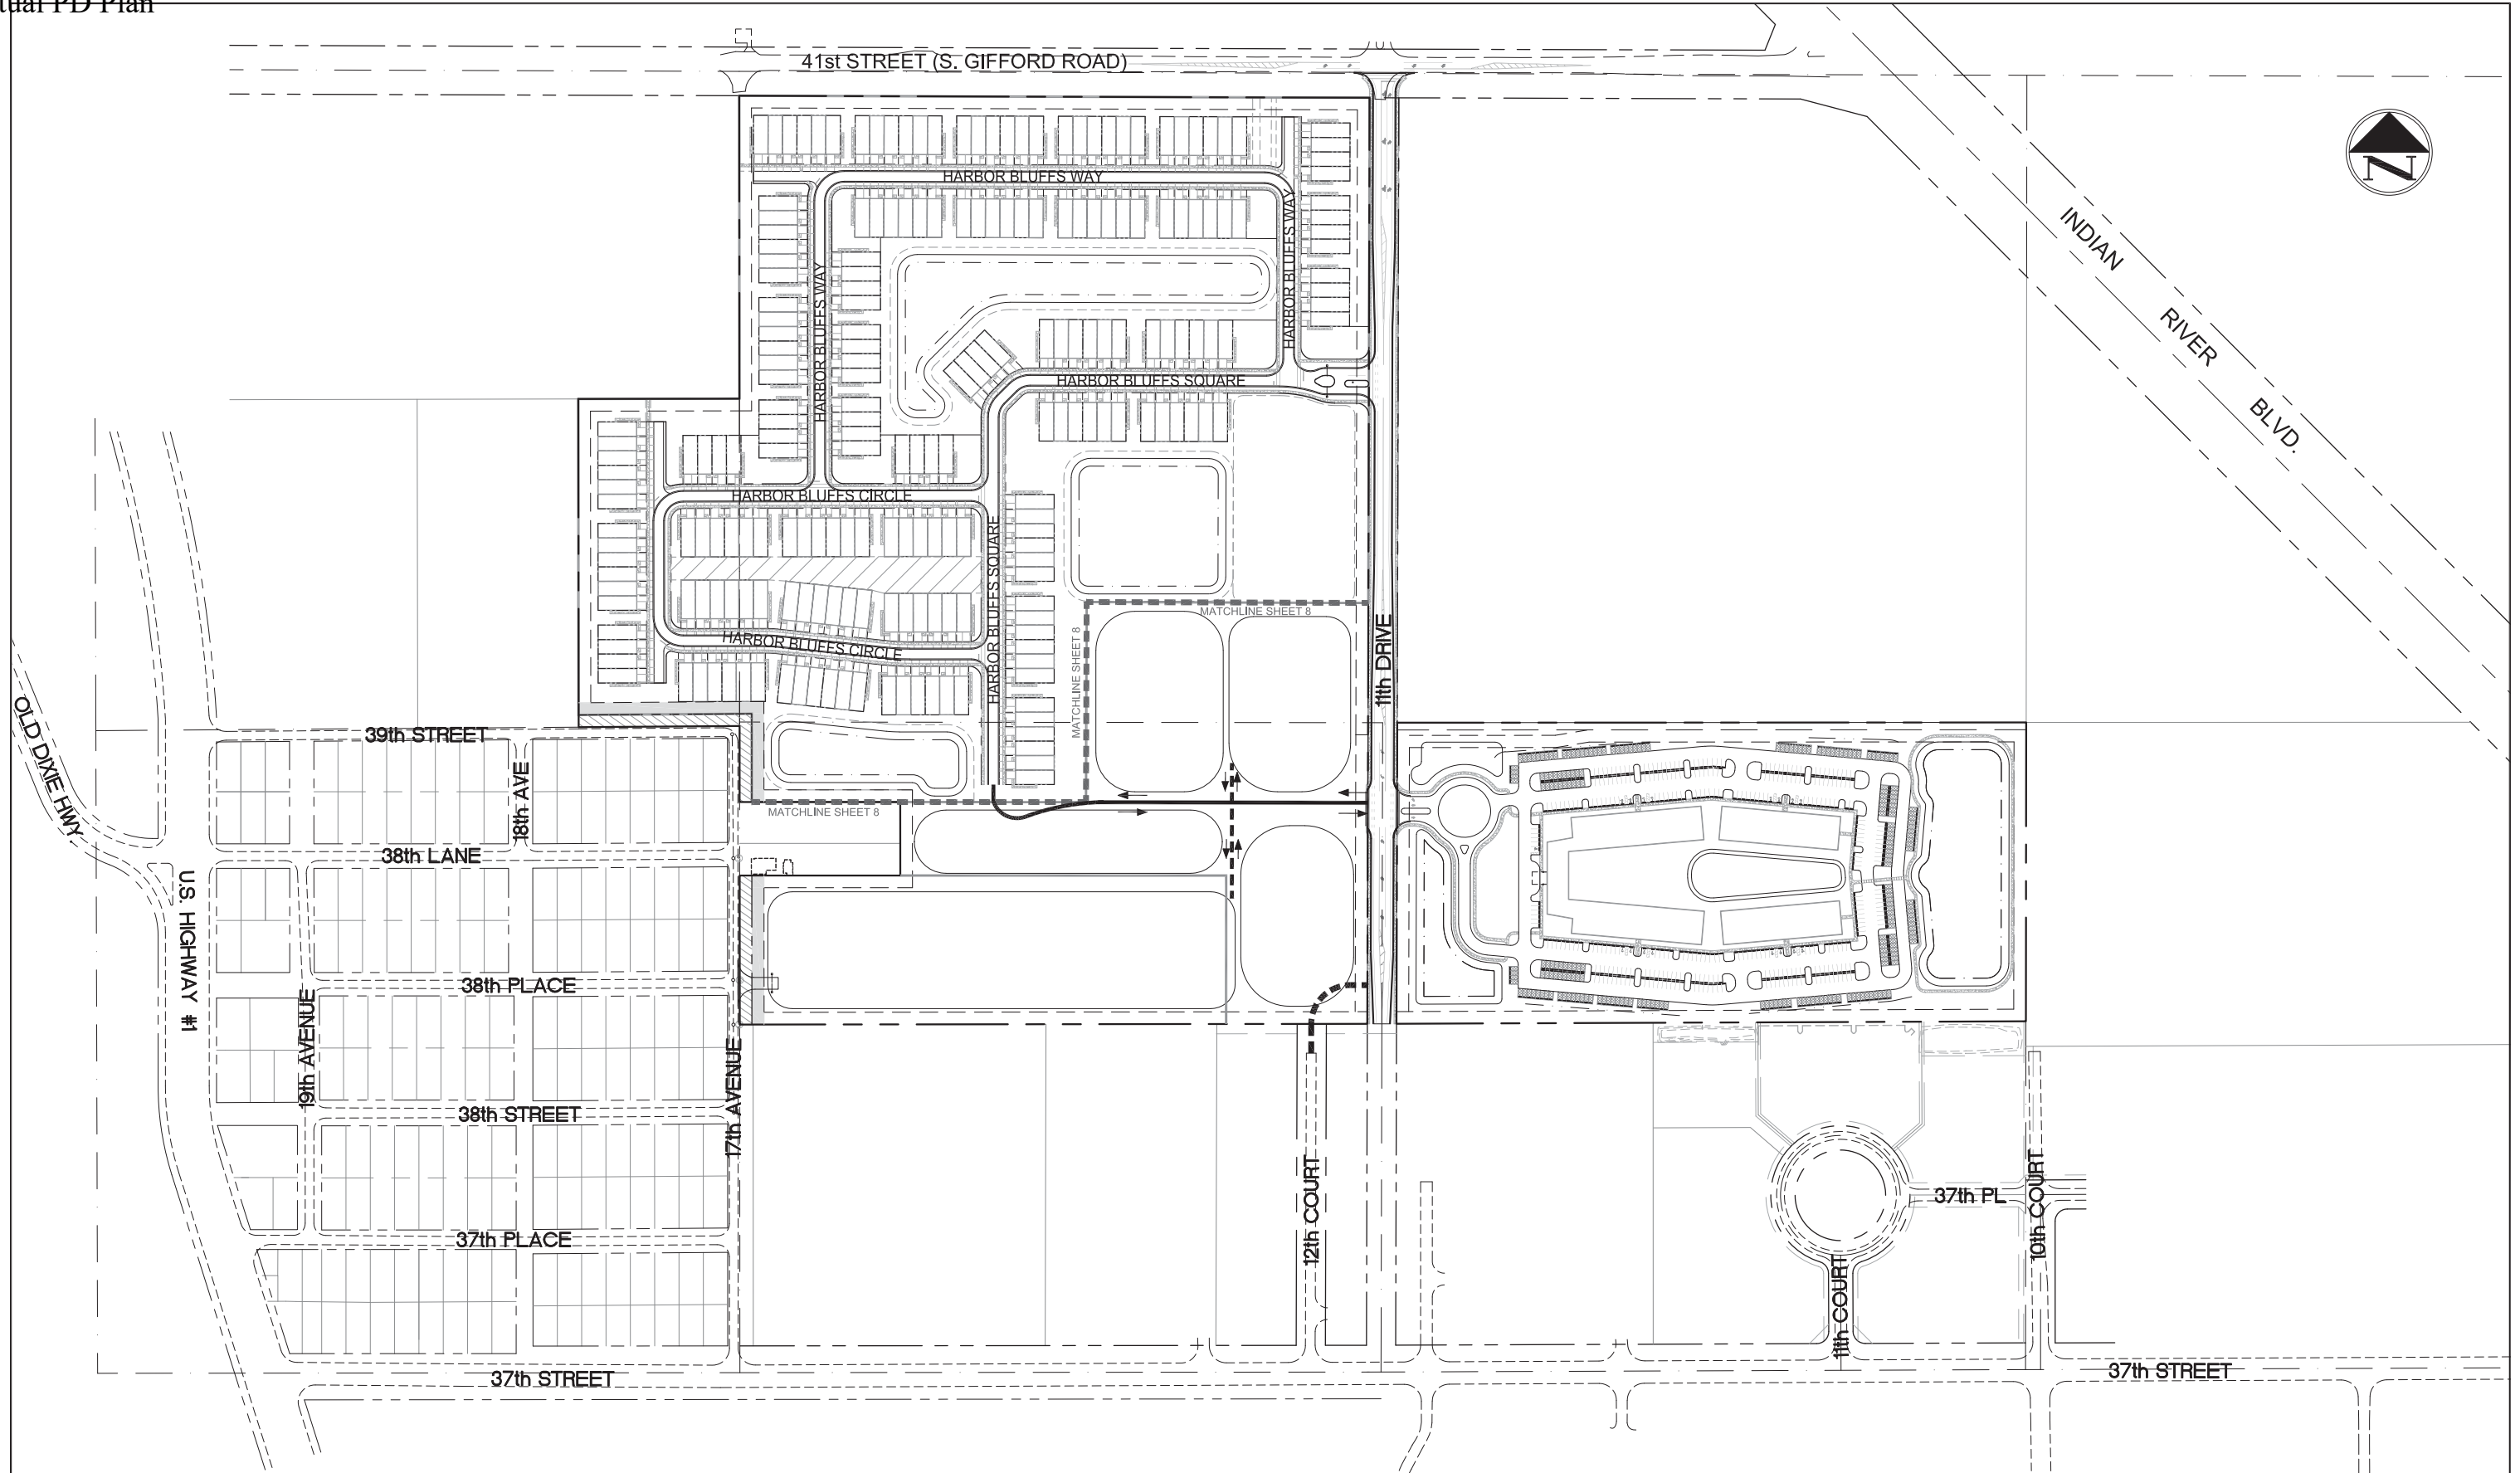 tual PD Plan
41st STREET (S. GIFFORD ROAD)
N
HARBOR BLUFFS WAY
HARBOR BLUFFS WAY
HARBOR BLUFFS WAY
INDIAN
RIVER
BLVD.
HARBOR BLUFFS SQUARE
HARBOR BLUFFS CIRCLE
HARBOR BLUFFS SQUARE
MATCHLINE SHEET 8
MATCHLINE SHEET 8
HARBOR BLUFFS CIRCLE
11th DRIVE
OLD DIXIE HWY.
39th STREET
18th AVE
MATCHLINE SHEET 8
38th LANE
U.S. HIGHWAY #1
38th PLACE
19th AVENUE
17th AVENUE
38th STREET
12th COURT
37th PL
10th COURT
37th PLACE
11th COURT
37th STREET
37th STREET